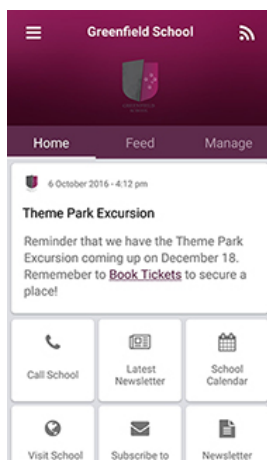 Greenfield School
GREENFIELD
SCHOOL
Home Feed Manage
6 October 2016 - 4:12 pm
Theme Park Excursion
Reminder that we have the Theme Park
Excursion coming up on December 18.
Rememeber to Book Tickets to secure a
place!
Call School
Latest
Newsletter
School
Calendar
Visit School
Subscribe to
Newsletter